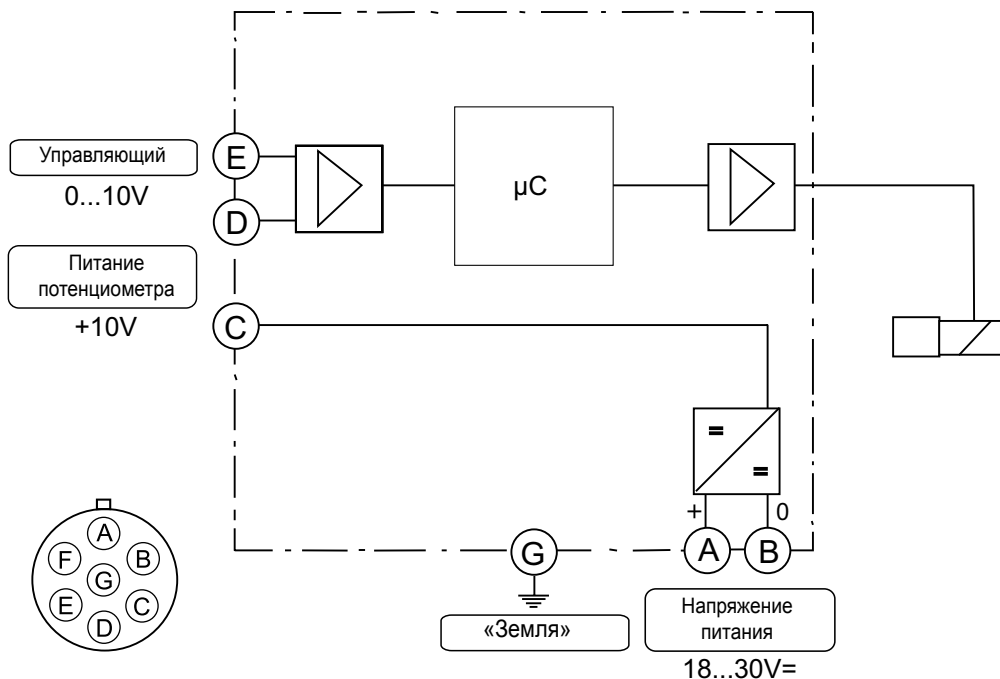 Управляющий
0...10V
E
D
µC
Питание
потенциометра
+10V
C
=
=
+
0
G
A
B
«Земля»
Напряжение
питания
18...30V=
A
F
B
G
E
C
D